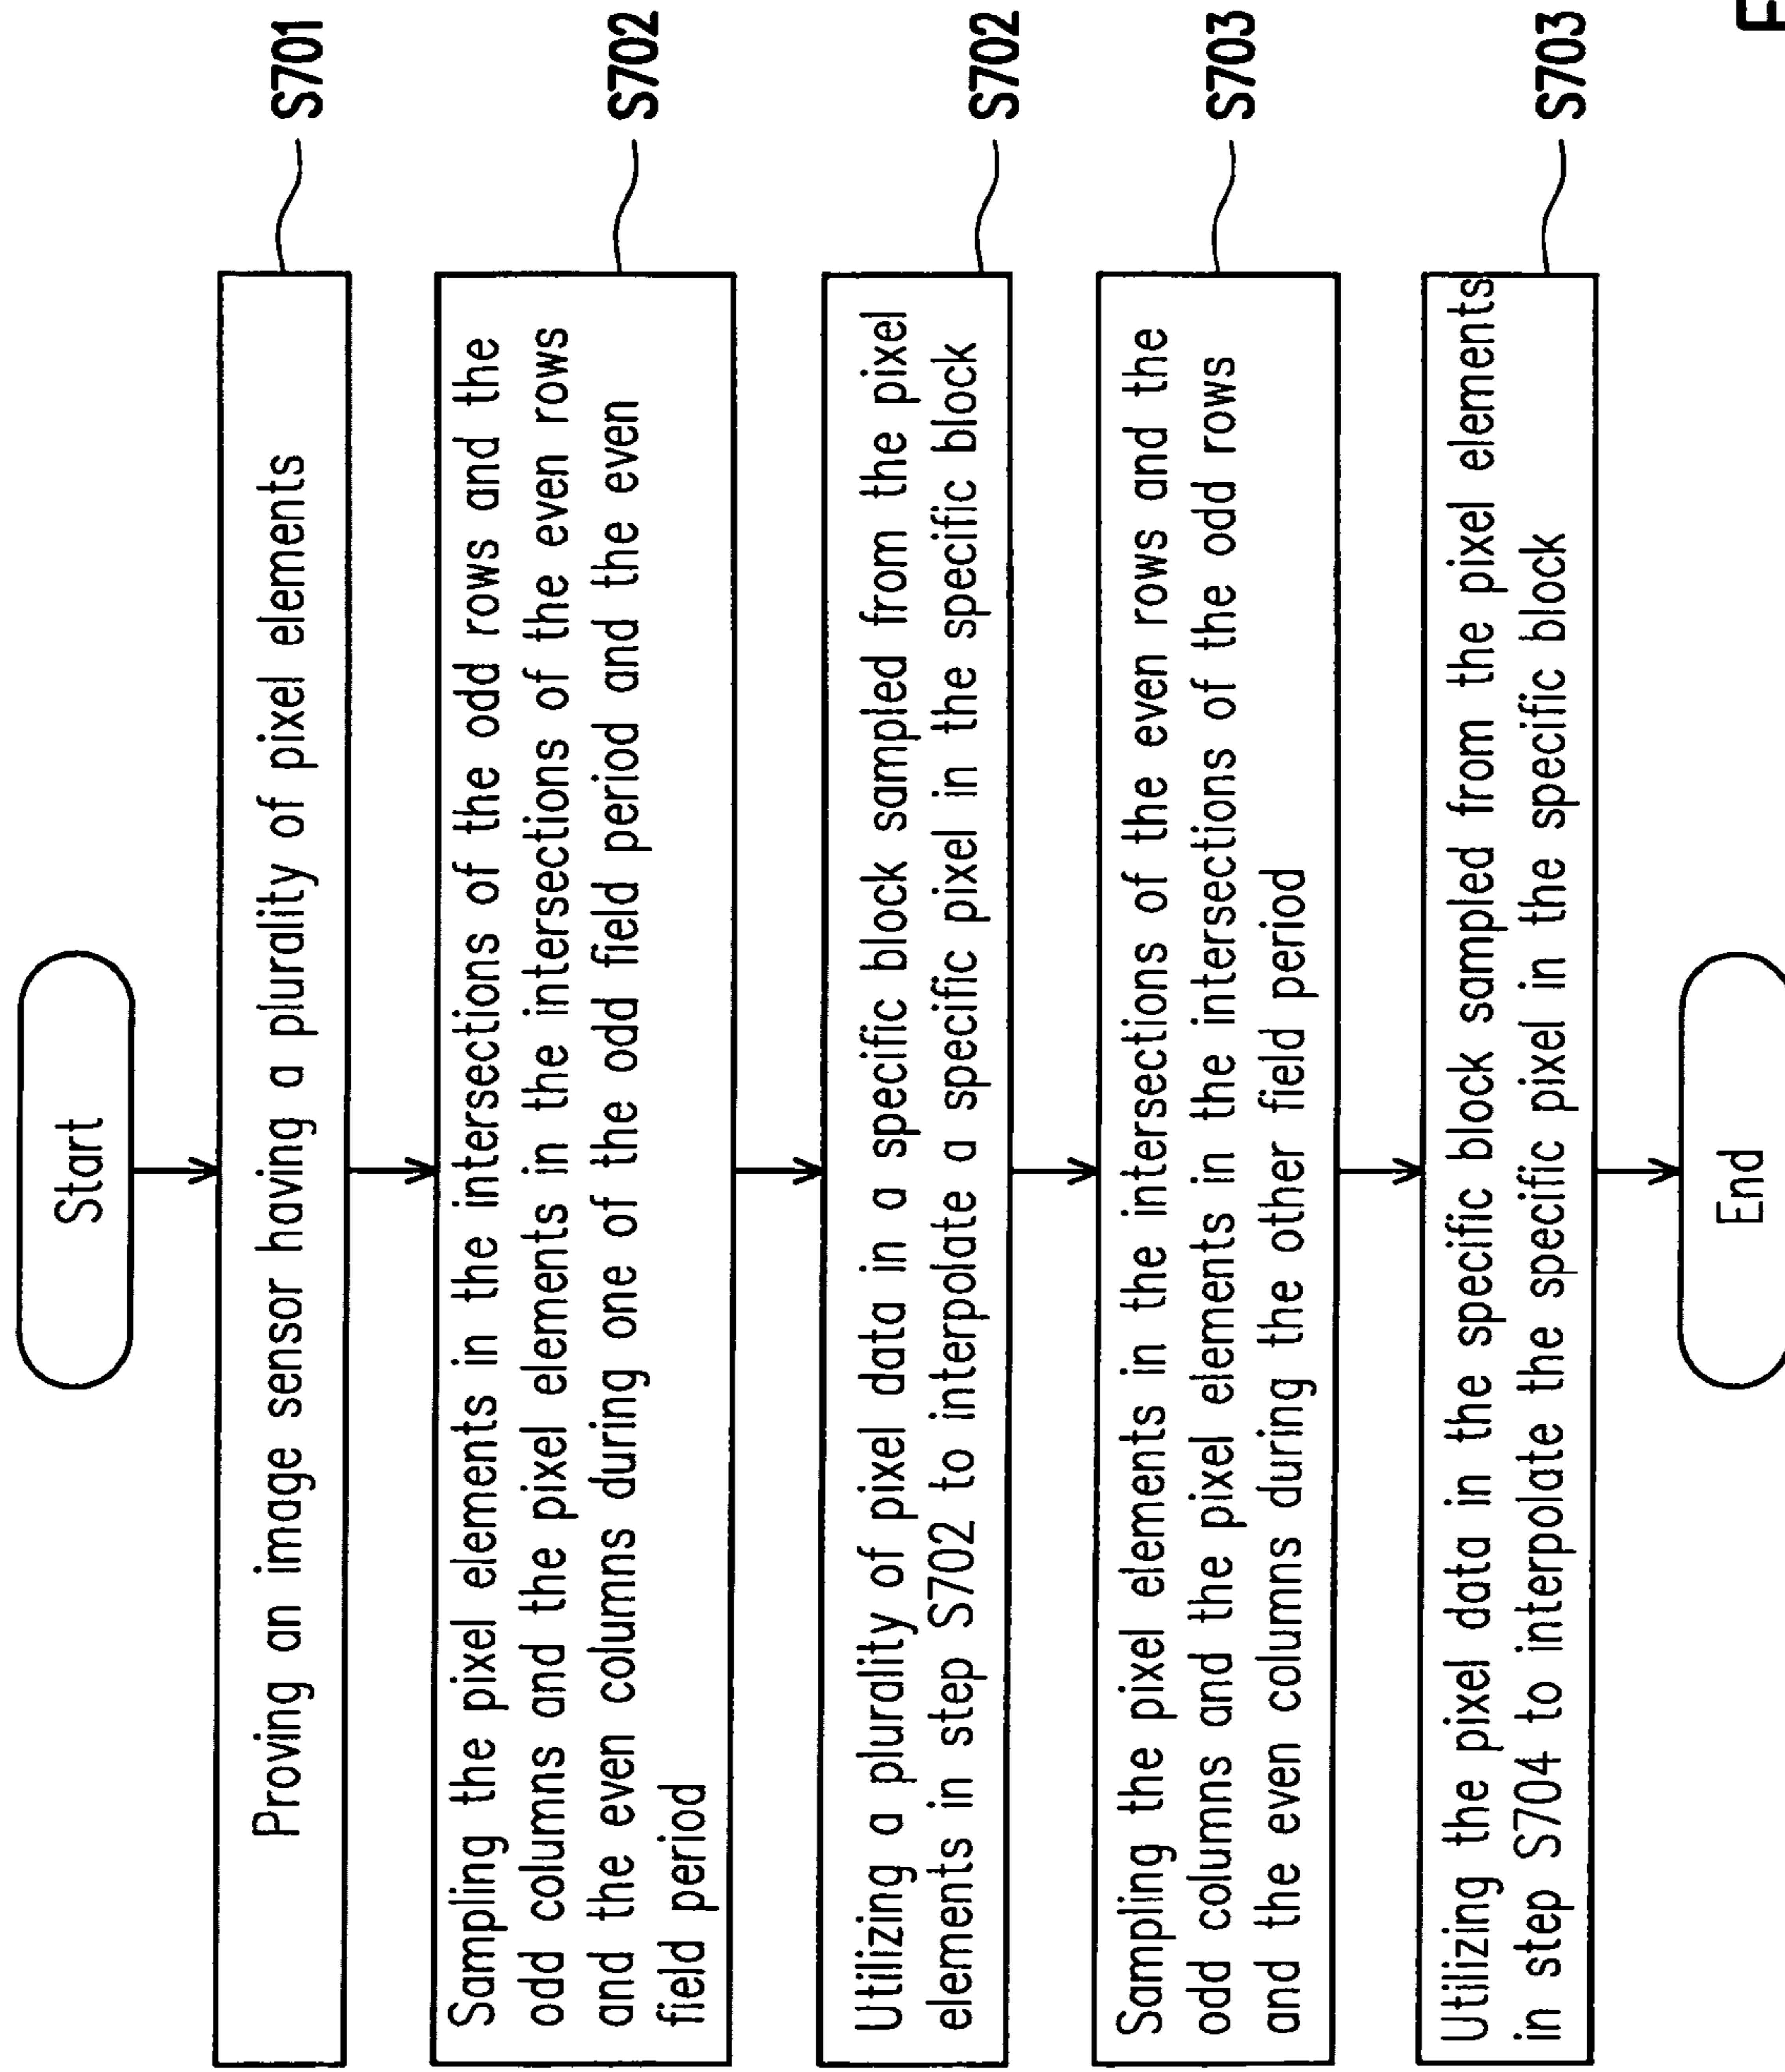 Start
Proving an image sensor having a plurality of pixel elements
S701
Sampling the pixel elements in the intersections of the odd rows and the
odd columns and the pixel elements in the intersections of the even rows
and the even columns during one of the odd field period and the even
field period
S702
Utilizing a plurality of pixel data in a specific block sampled from the pixel
elements in step S702 to interpolate a specific pixel in the specific block
S702
Sampling the pixel elements in the intersections of the even rows and the
odd columns and the pixel elements in the intersections of the odd rows
and the even columns during the other field period
S703
Utilizing the pixel data in the specific block sampled from the pixel elements
in step S704 to interpolate the specific pixel in the specific block
S703
End